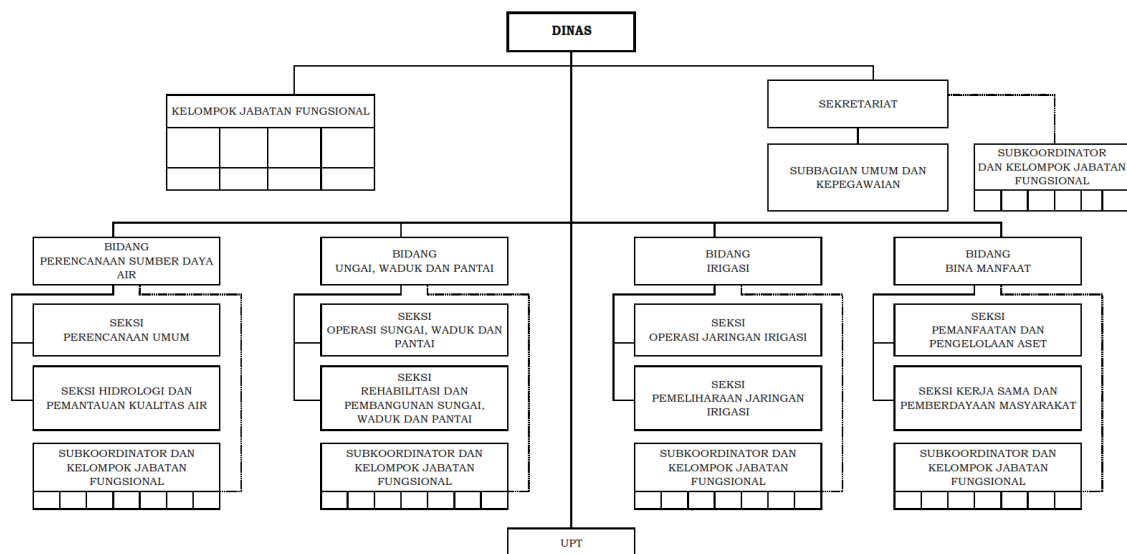 DINAS
KELOMPOK JABATAN FUNGSIONAL
SEKRETARIAT
SUBBAGIAN UMUM DAN
KEPEGAWAIAN
SUBKOORDINATOR
DAN KELOMPOK JABATAN
FUNGSIONAL
BIDANG
PERENCANAAN SUMBER DAYA
AIR
SEKSI
PERENCANAAN UMUM
SEKSI HIDROLOGI DAN
PEMANTAUAN KUALITAS AIR
SUBKOORDINATOR DAN
KELOMPOK JABATAN
FUNGSIONAL
BIDANG
UNGAI, WADUK DAN PANTAI
SEKSI
OPERASI SUNGAI, WADUK DAN
PANTAI
SEKSI
REHABILITASI DAN
PEMBANGUNAN SUNGAI,
WADUK DAN PANTAI
SUBKOORDINATOR DAN
KELOMPOK JABATAN
FUNGSIONAL
BIDANG
IRIGASI
SEKSI
OPERASI JARINGAN IRIGASI
SEKSI
PEMELIHARAAN JARINGAN
IRIGASI
SUBKOORDINATOR DAN
KELOMPOK JABATAN
FUNGSIONAL
BIDANG
BINA MANFAAT
SEKSI
PEMANFAATAN DAN
PENGELOLAAN ASET
SEKSI KERJA SAMA DAN
PEMBERDAYAAN MASYARAKAT
SUBKOORDINATOR DAN
KELOMPOK JABATAN
FUNGSIONAL
UPT